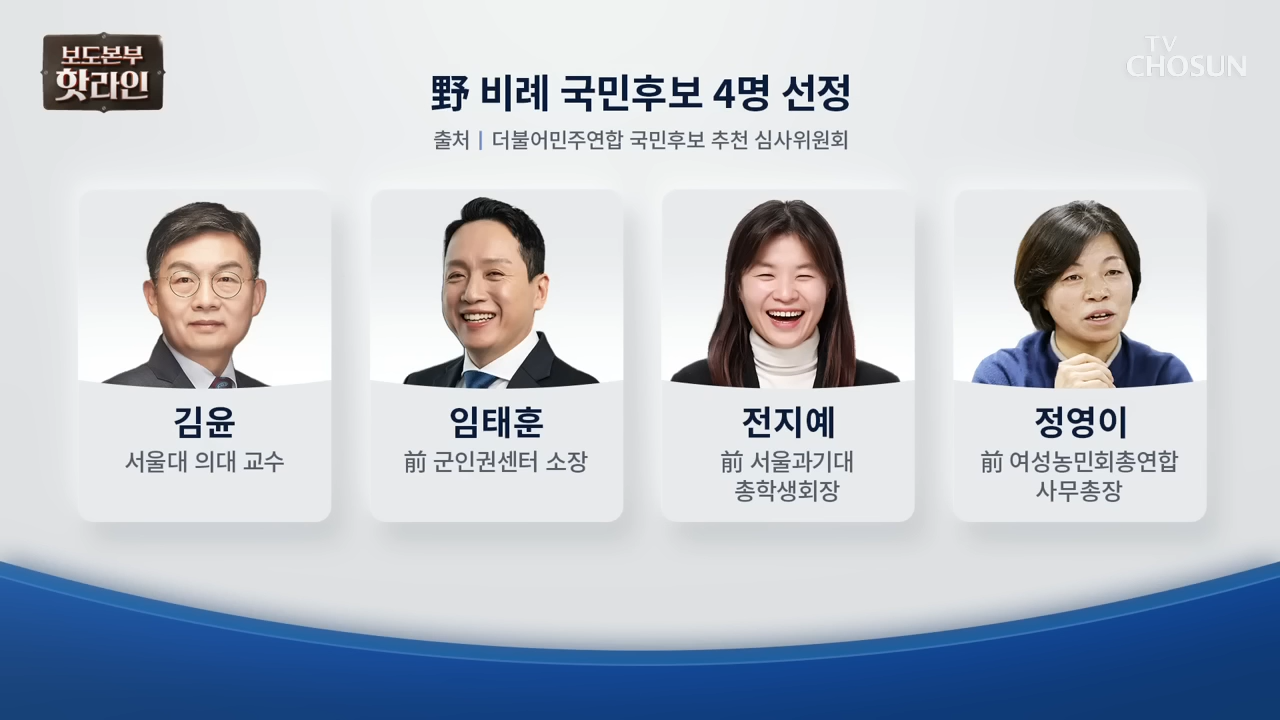 보도본부
핫라인
TV
CHOSUN
野 비례 국민후보 4명 선정
출처 | 더불어민주연합 국민후보 추천 심사위원회
김윤
서울대 의대 교수
임태훈
前 군인권센터 소장
전지예
前 서울과기대
총학생회장
정영이
前 여성농민회총연합
사무총장